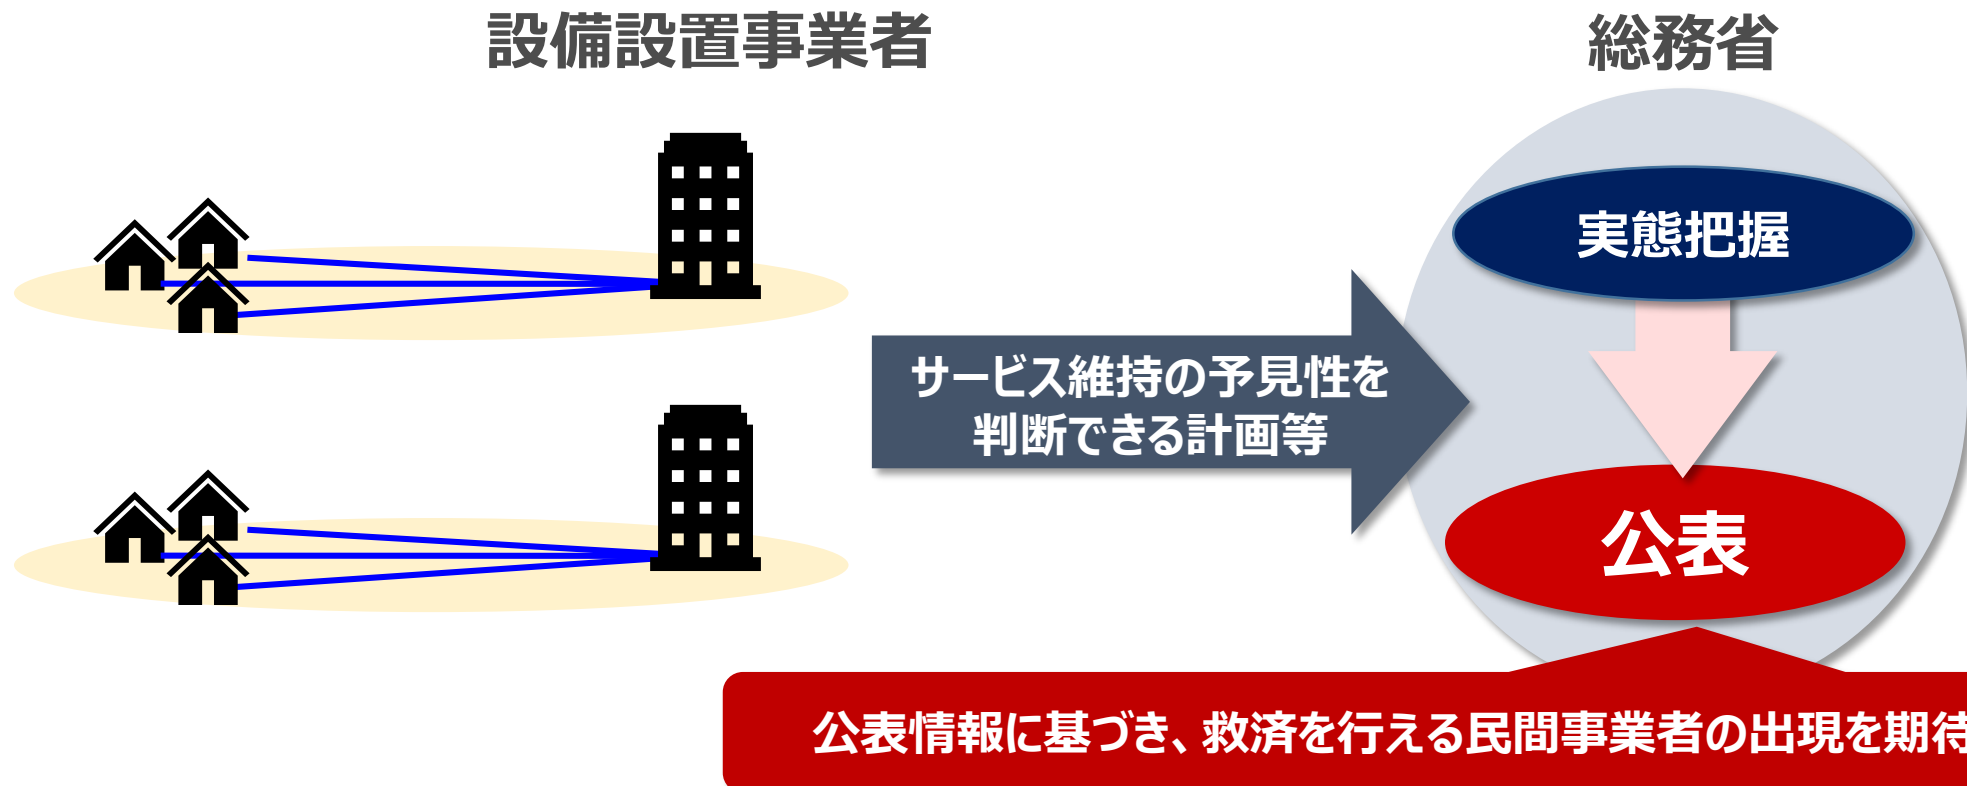 設備設置事業者
総務省
実態把握
サービス維持の予見性を
判断できる計画等
公表
公表情報に基づき、救済を行える民間事業者の出現を期待